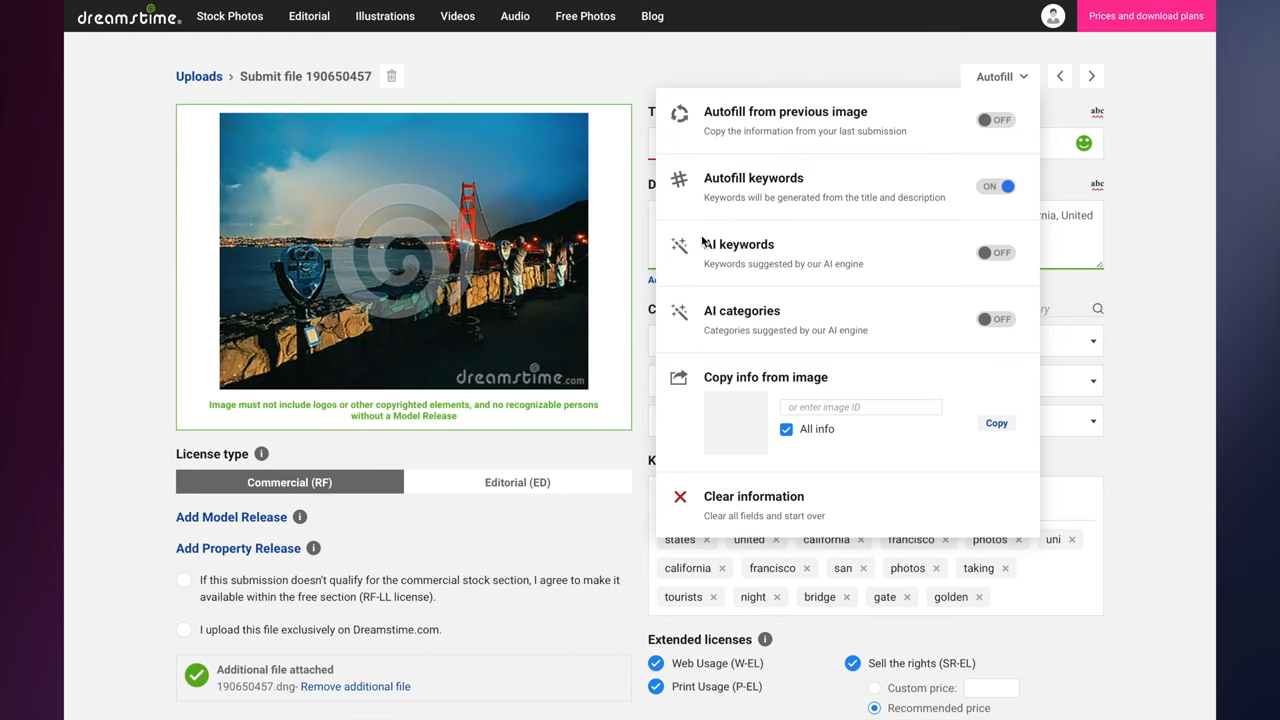 dreamstime
Stock Photos
Editorial
Illustrations
Videos
Audio
Free Photos
Blog
Prices and download plans
Uploads › Submit file 190650457
Autofill
T
abc
Autofill from previous image
Copy the information from your last submission
OFF
D
abc
Autofill keywords
Keywords will be generated from the title and description
ON
nia, United
AI keywords
Keywords suggested by our AI engine
OFF
C
ry
AI categories
Categories suggested by our AI engine
OFF
Copy info from image
or enter image ID
All info
Copy
K
Clear information
Clear all fields and start over
dreamstime.com
Image must not include logos or other copyrighted elements, and no recognizable persons
without a Model Release
License type
Commercial (RF)
Editorial (ED)
Add Model Release
Add Property Release
If this submission doesn't qualify for the commercial stock section, I agree to make it
available within the free section (RF-LL license).
I upload this file exclusively on Dreamstime.com.
Additional file attached
190650457.dng- Remove additional file
states × united × california × francisco × photos × uni ×
california × francisco × san × photos × taking ×
tourists × night × bridge × gate × golden ×
Extended licenses
Web Usage (W-EL)
Sell the rights (SR-EL)
Print Usage (P-EL)
Custom price:
Recommended price